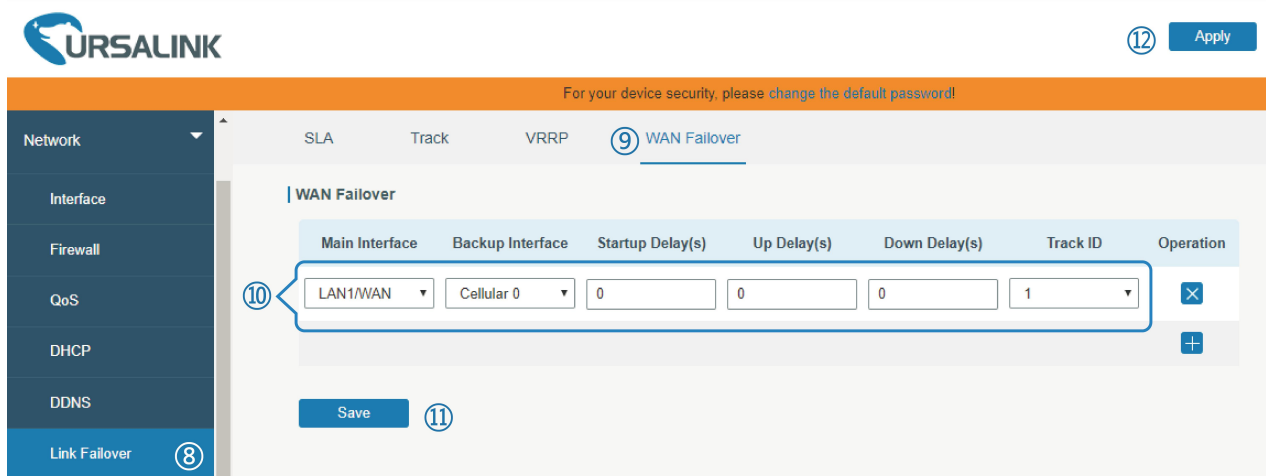 URSALINK
⑫ Apply
For your device security, please change the default password!
Network
SLA Track VRRP ⑨ WAN Failover
Interface
WAN Failover
Firewall
Main Interface Backup Interface Startup Delay(s) Up Delay(s) Down Delay(s) Track ID Operation
QoS
⑩ LAN1/WAN Cellular 0 0 0 0 1
DHCP
DDNS
Save ⑪
Link Failover ⑧